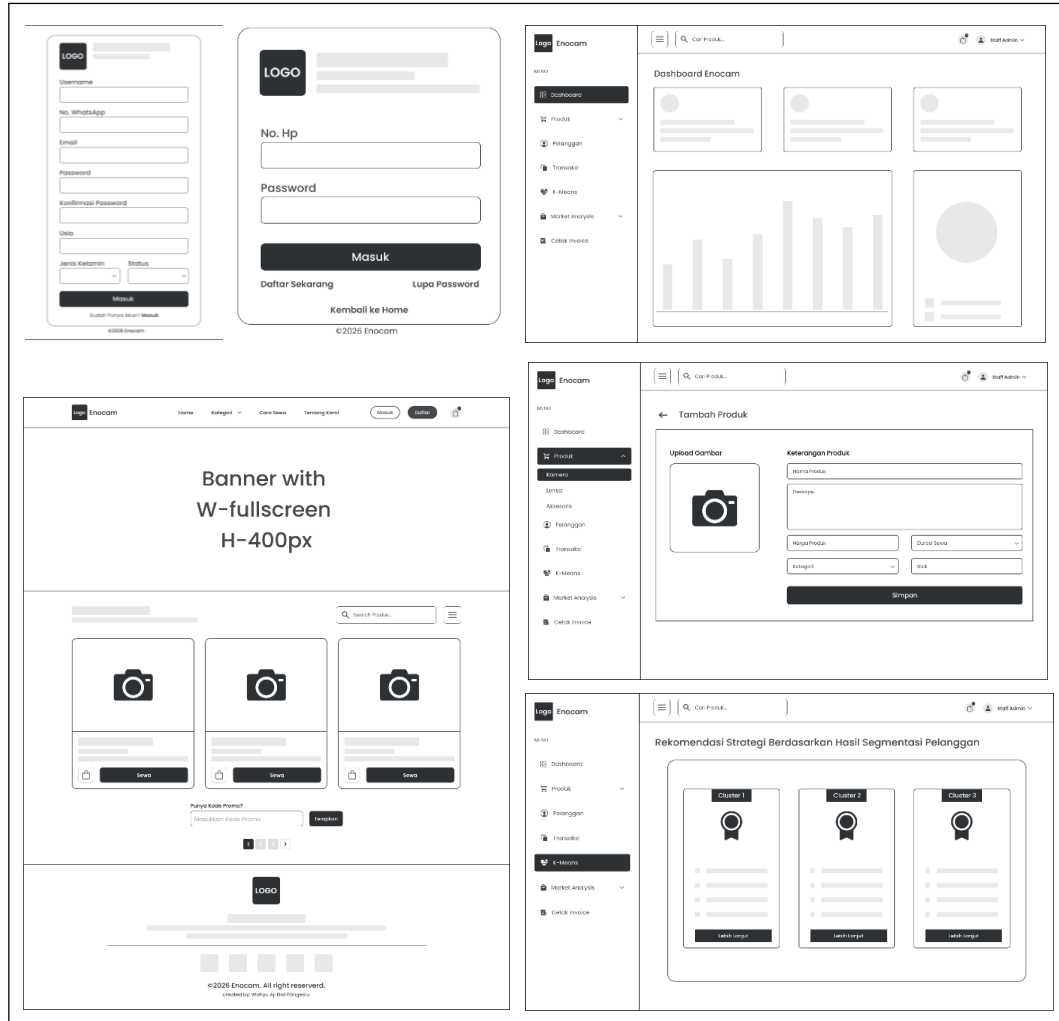 LOGO
Username
No. WhatsApp
Email
Password
Konfirmasi Password
Usia
Jenis Kelamin Status
Masuk
Sudah Punya Akun? Masuk
©2026 Enocam
LOGO
No. Hp
Password
Masuk
Daftar Sekarang Lupa Password
Kembali ke Home
©2026 Enocam
Logo Enocam
Cari Produk...
Staff Admin
MENU
Dashboard
Produk
Pelanggan
Transaksi
K-Means
Market Analysis
Cetak Invoice
Dashboard Enocam
Logo Enocam Home Kategori Cara Sewa Tentang Kami Masuk Daftar
Banner with
W-fullscreen
H-400px
Search Produk...
Sewa Sewa Sewa
Punya Kode Promo?
Masukkan Kode Promo Terapkan
1 2 3
LOGO
©2026 Enocam. All right reserverd.
created by: Wahyu Aji Dwi Pangestu
Logo Enocam
Cari Produk...
Staff Admin
MENU
Dashboard
Produk
Kamera
Lensa
Aksesoris
Pelanggan
Transaksi
K-Means
Market Analysis
Cetak Invoice
Tambah Produk
Upload Gambar
Keterangan Produk
Nama Produk
Deskripsi
Harga Produk Durasi Sewa
Kategori Stok
Simpan
Logo Enocam
Cari Produk...
Staff Admin
MENU
Dashboard
Produk
Pelanggan
Transaksi
K-Means
Market Analysis
Cetak Invoice
Rekomendasi Strategi Berdasarkan Hasil Segmentasi Pelanggan
Cluster 1 Cluster 2 Cluster 3
Lebih Lanjut Lebih Lanjut Lebih Lanjut